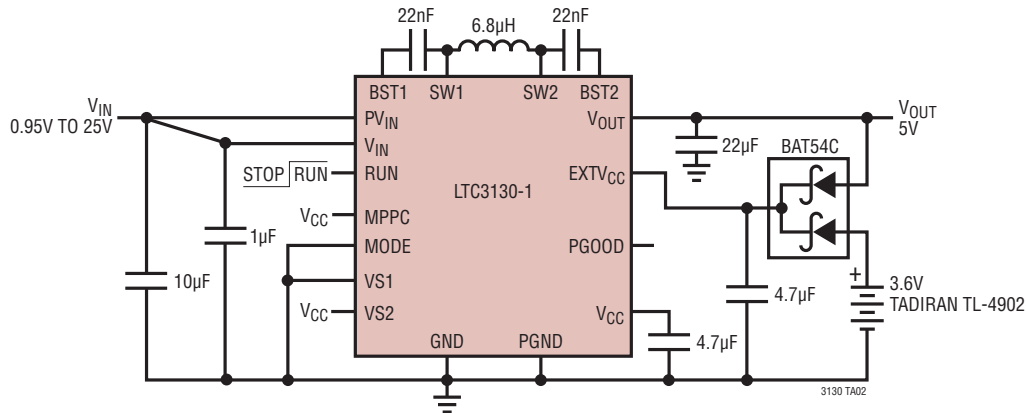 22nF
6.8µH
22nF
BST1 SW1 SW2 BST2
VIN
0.95V TO 25V
PVIN
VIN
STOP RUN
RUN
VCC
MPPC
MODE
VS1
VCC
VS2
LTC3130-1
GND PGND
VOUT
EXTVCC
PGOOD
VCC
1µF
10µF
22µF
BAT54C
VOUT
5V
4.7µF
4.7µF
+
3.6V
TADIRAN TL-4902
3130 TA02